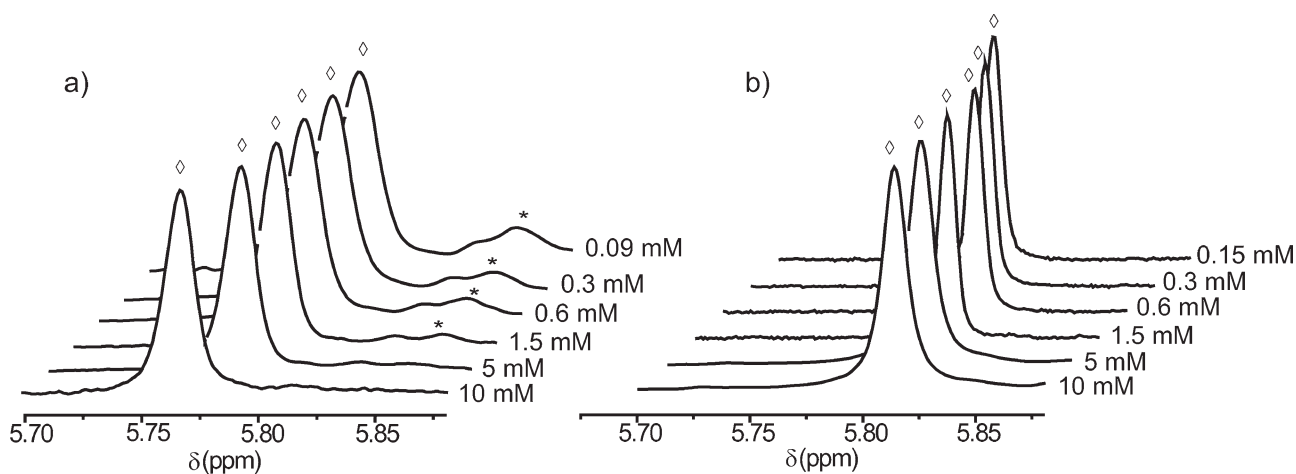 a)
◊ ◊ ◊ ◊ ◊ ◊
* * * *
0.09 mM
0.3 mM
0.6 mM
1.5 mM
5 mM
10 mM
5.70 5.75 5.80 5.85
δ(ppm)
b)
◊ ◊ ◊ ◊ ◊ ◊
0.15 mM
0.3 mM
0.6 mM
1.5 mM
5 mM
10 mM
5.70 5.75 5.80 5.85
δ(ppm)